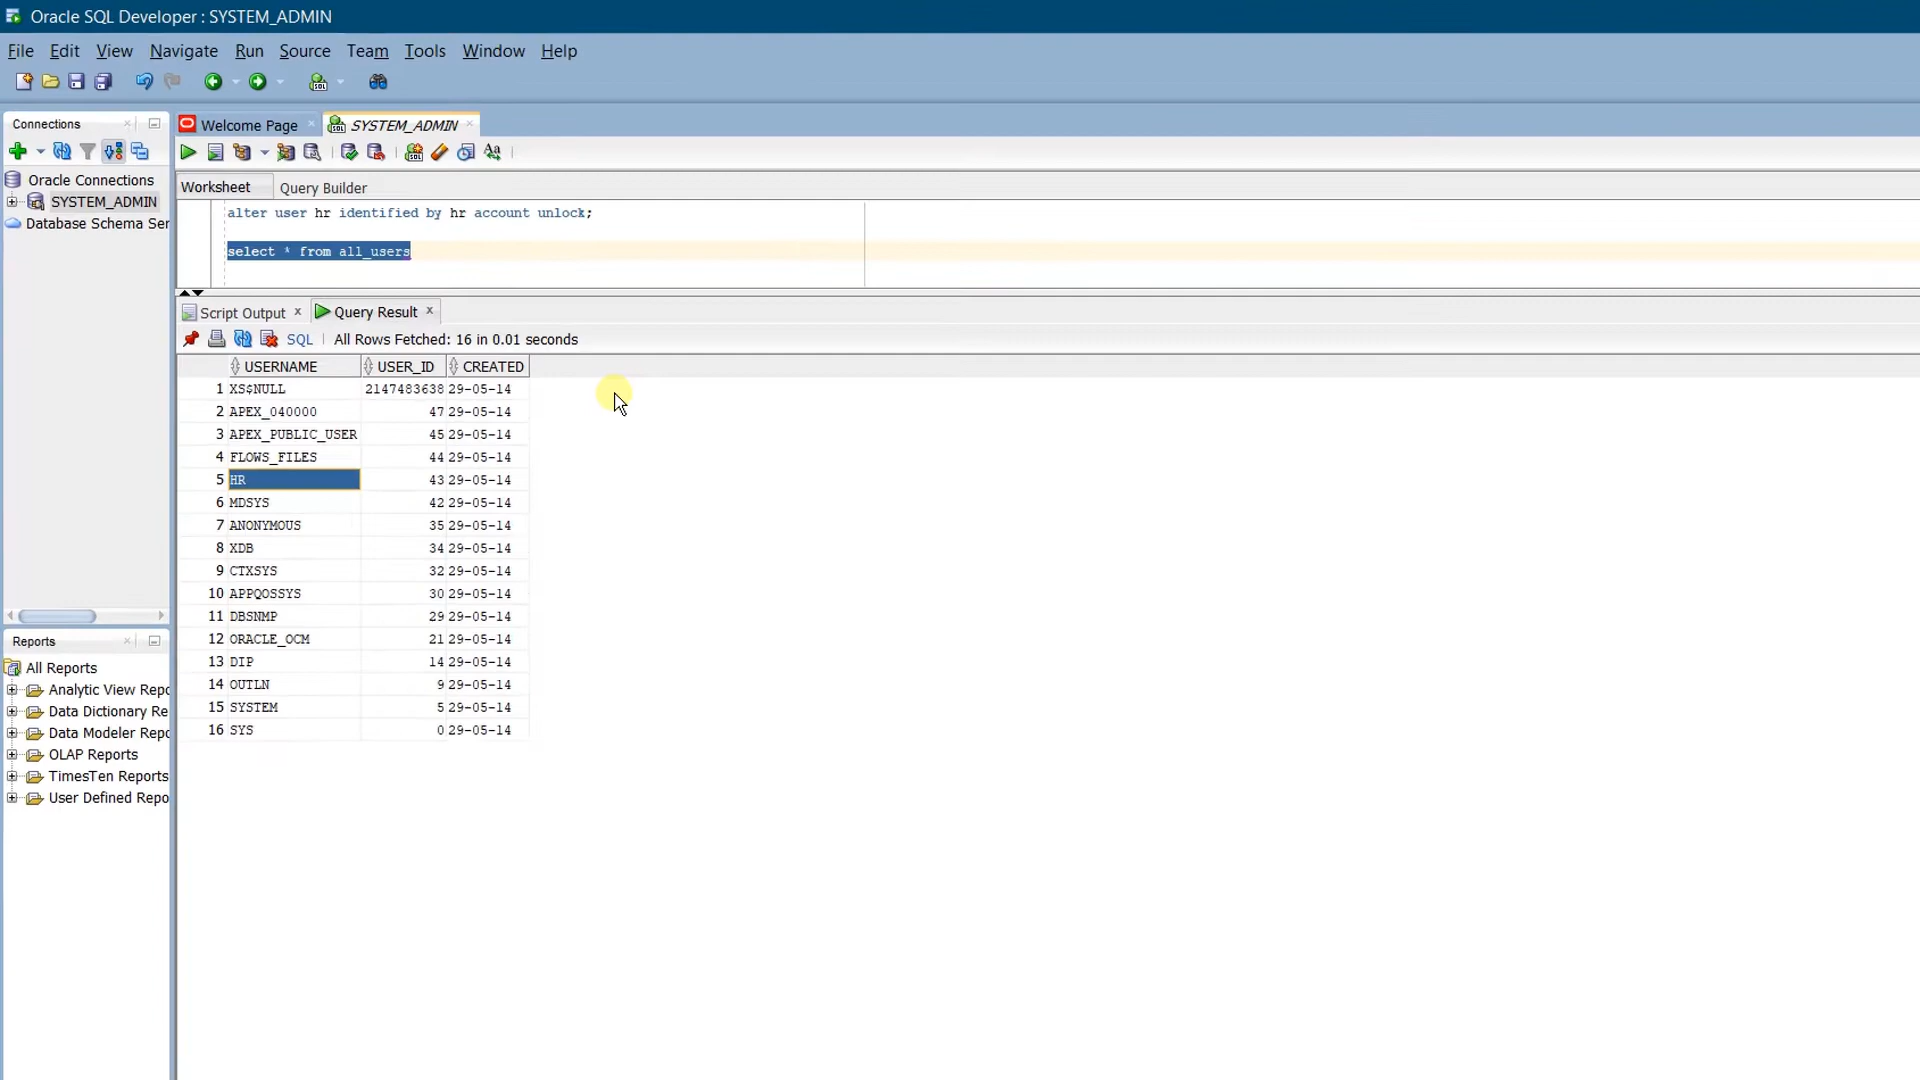 Oracle SQL Developer : SYSTEM_ADMIN
File Edit View Navigate Run Source Team Tools Window Help
Connections
Oracle Connections
SYSTEM_ADMIN
Database Schema Ser
Welcome Page
SYSTEM_ADMIN
Worksheet Query Builder
alter user hr identified by hr account unlock;
select * from all_users
Script Output Query Result
SQL All Rows Fetched: 16 in 0.01 seconds
USERNAME USER_ID CREATED
1 XS$NULL 2147483638 29-05-14
2 APEX_040000 47 29-05-14
3 APEX_PUBLIC_USER 45 29-05-14
4 FLOWS_FILES 44 29-05-14
5 HR 43 29-05-14
6 MDSYS 42 29-05-14
7 ANONYMOUS 35 29-05-14
8 XDB 34 29-05-14
9 CTXSYS 32 29-05-14
10 APPQOSSYS 30 29-05-14
11 DBSNMP 29 29-05-14
12 ORACLE_OCM 21 29-05-14
13 DIP 14 29-05-14
14 OUTLN 9 29-05-14
15 SYSTEM 5 29-05-14
16 SYS 0 29-05-14
Reports
All Reports
Analytic View Repo
Data Dictionary Re
Data Modeler Repo
OLAP Reports
TimesTen Reports
User Defined Repo